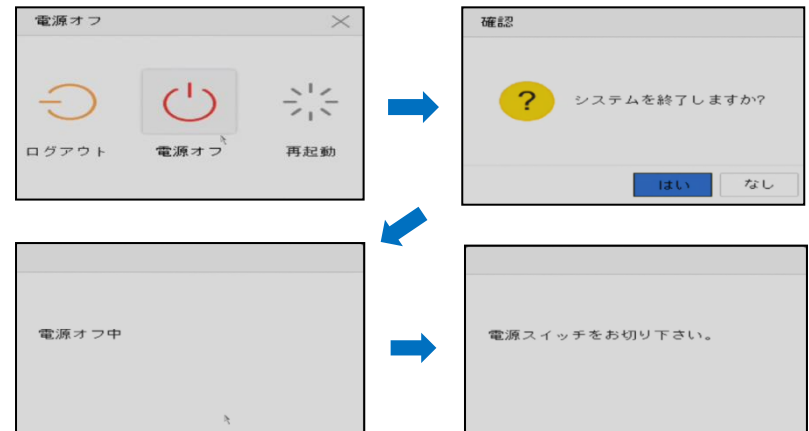 電源オフ
ログアウト
電源オフ
再起動
確認
?
システムを終了しますか?
はい
なし
電源オフ中
電源スイッチをお切り下さい。